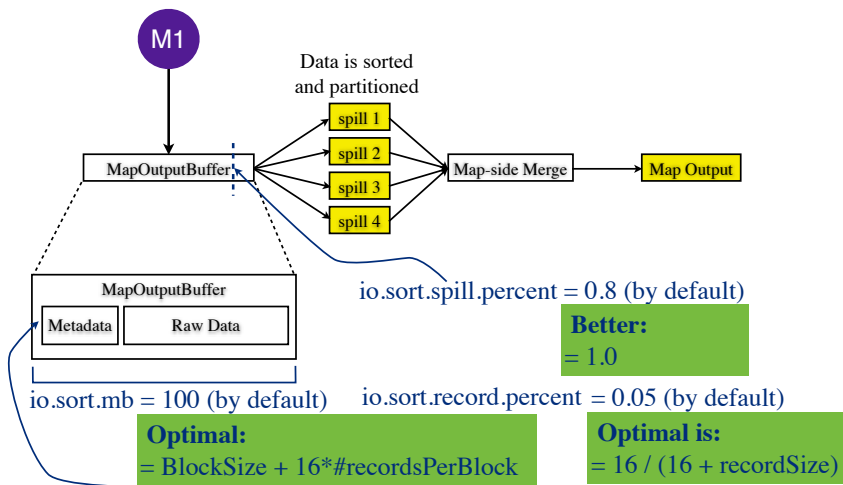 M1
Data is sorted
and partitioned
spill 1
spill 2
spill 3
spill 4
MapOutputBuffer
Map-side Merge
Map Output
MapOutputBuffer
Metadata
Raw Data
io.sort.spill.percent = 0.8 (by default)
Better:
= 1.0
io.sort.mb = 100 (by default)
Optimal:
= BlockSize + 16*#recordsPerBlock
io.sort.record.percent = 0.05 (by default)
Optimal is:
= 16 / (16 + recordSize)